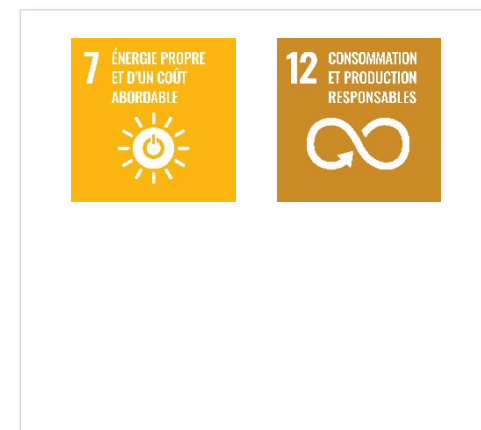 7 ÉNERGIE PROPRE
ET D'UN COÛT
ABORDABLE
12 CONSOMMATION
ET PRODUCTION
RESPONSABLES